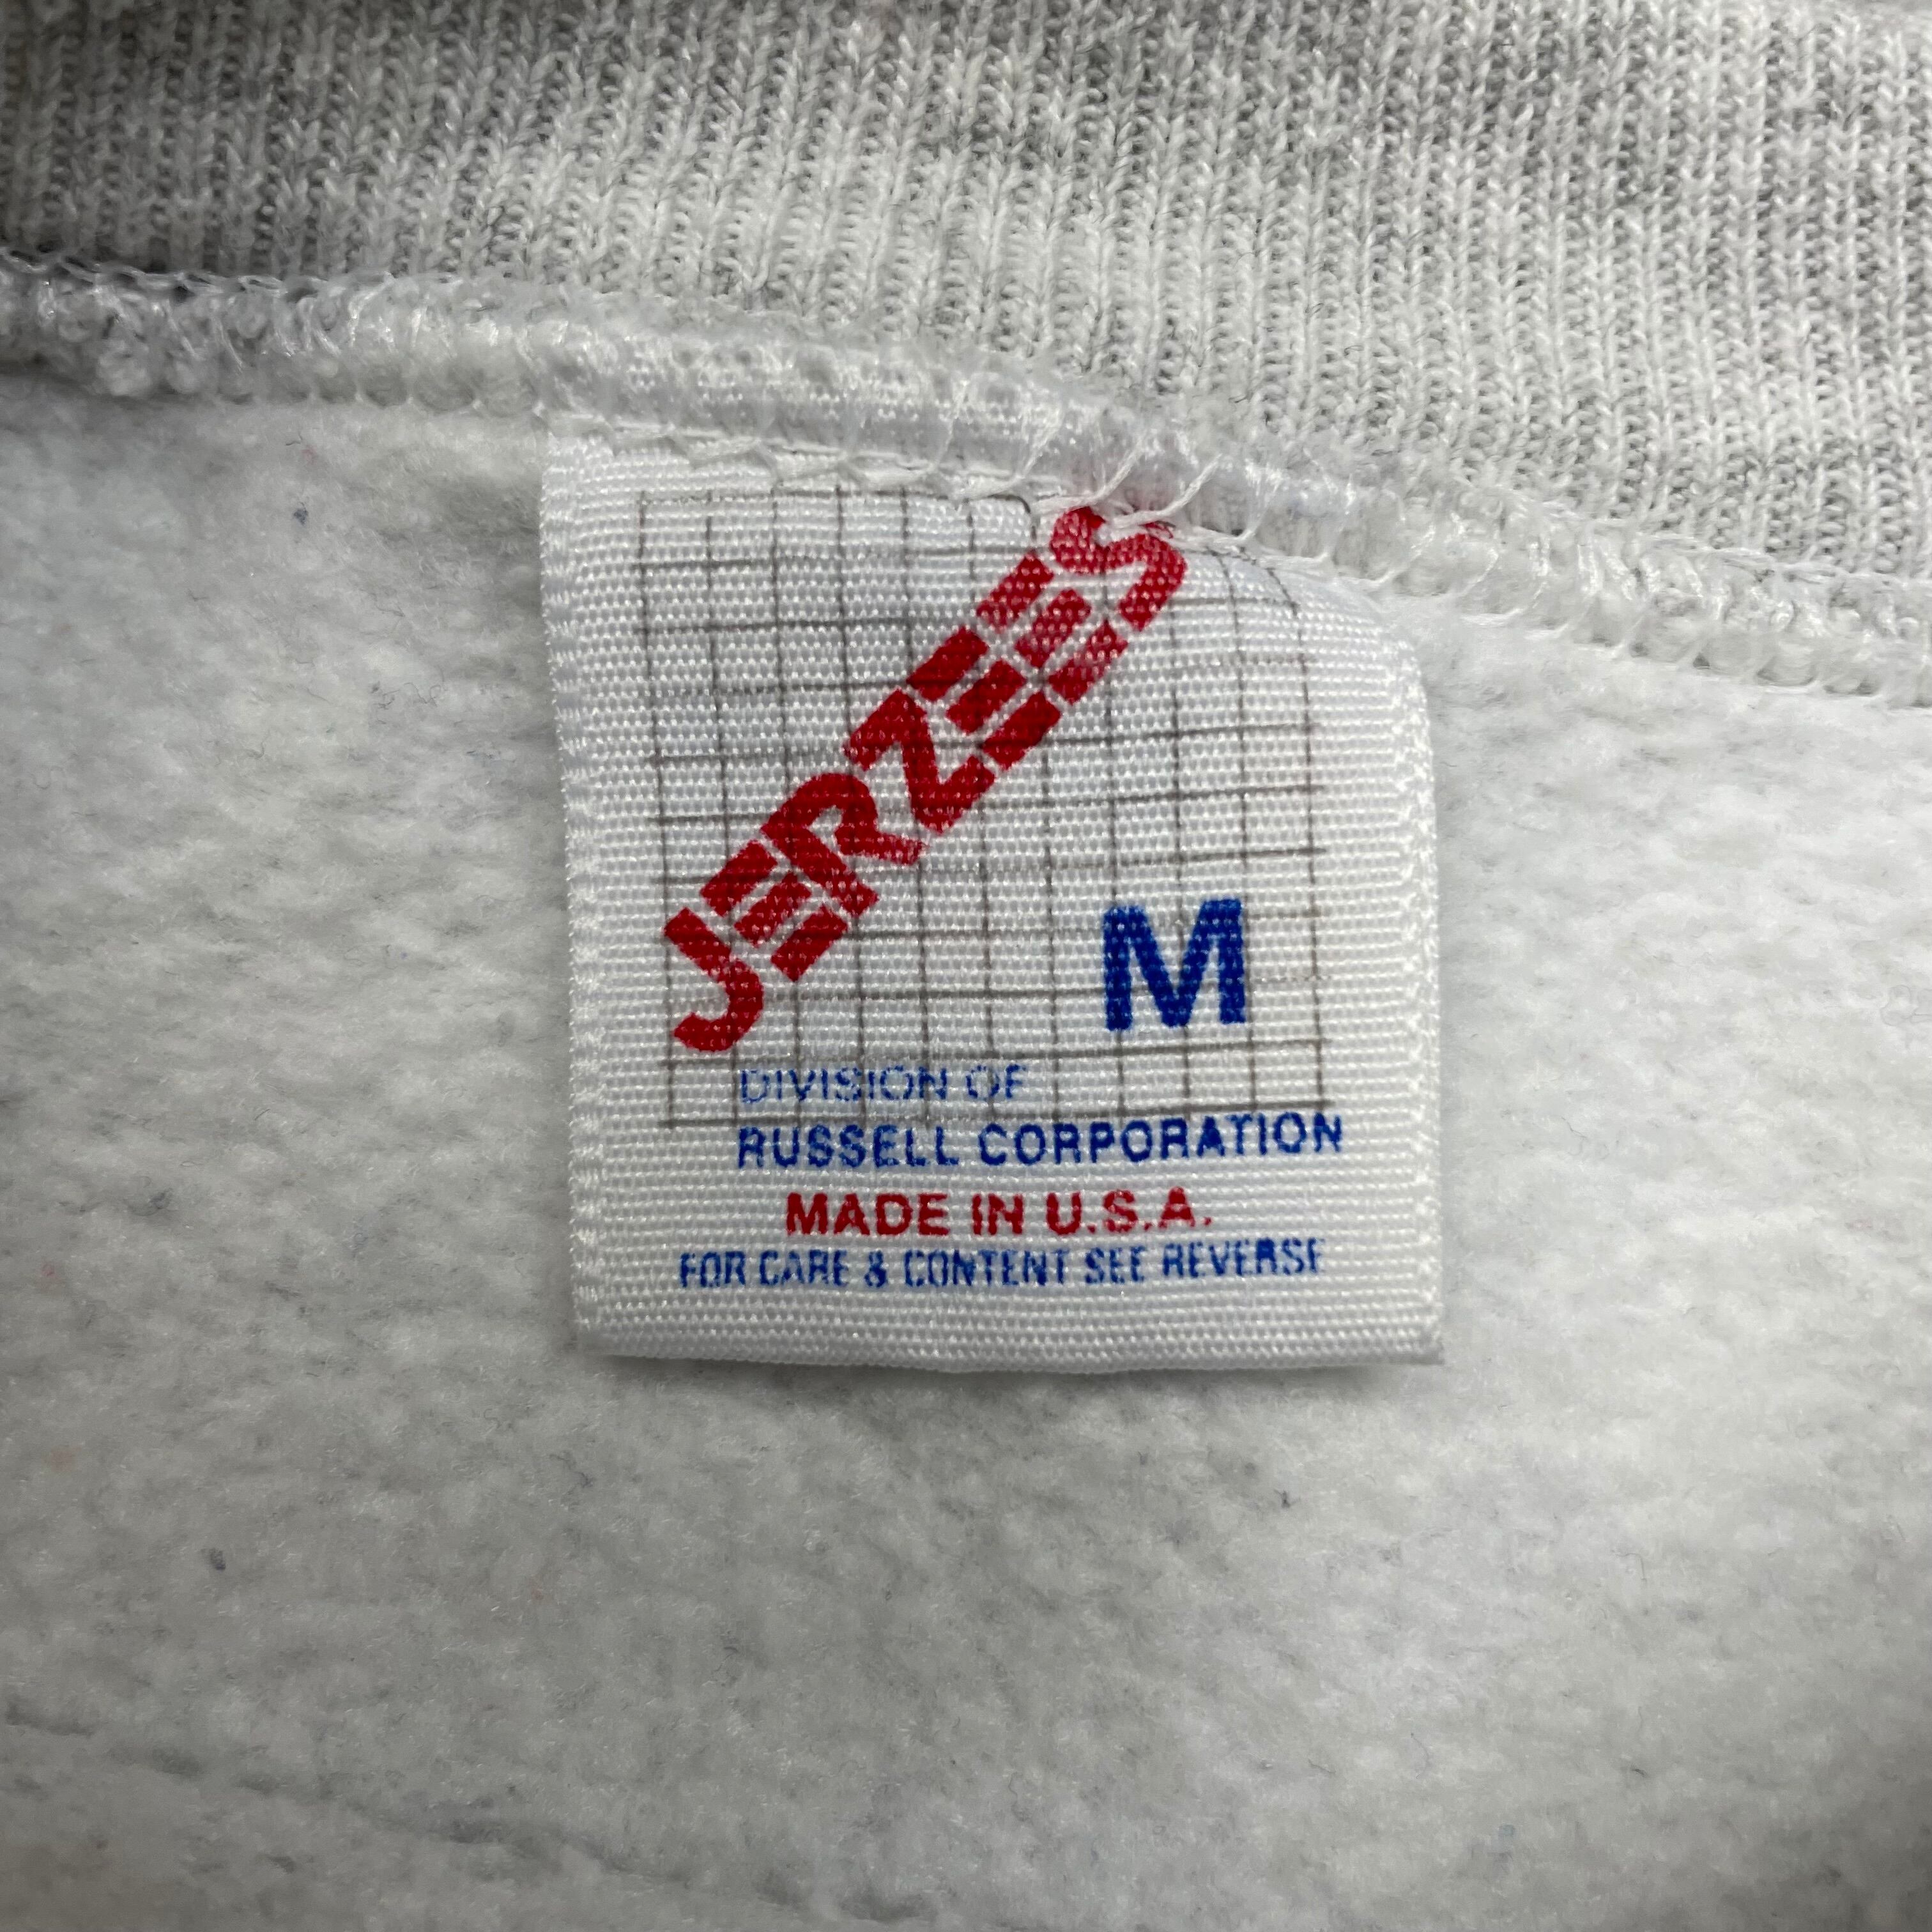 JERZEES
M
DIVISION OF
RUSSELL CORPORATION
MADE IN U.S.A.
FOR CARE & CONTENT SEE REVERSE